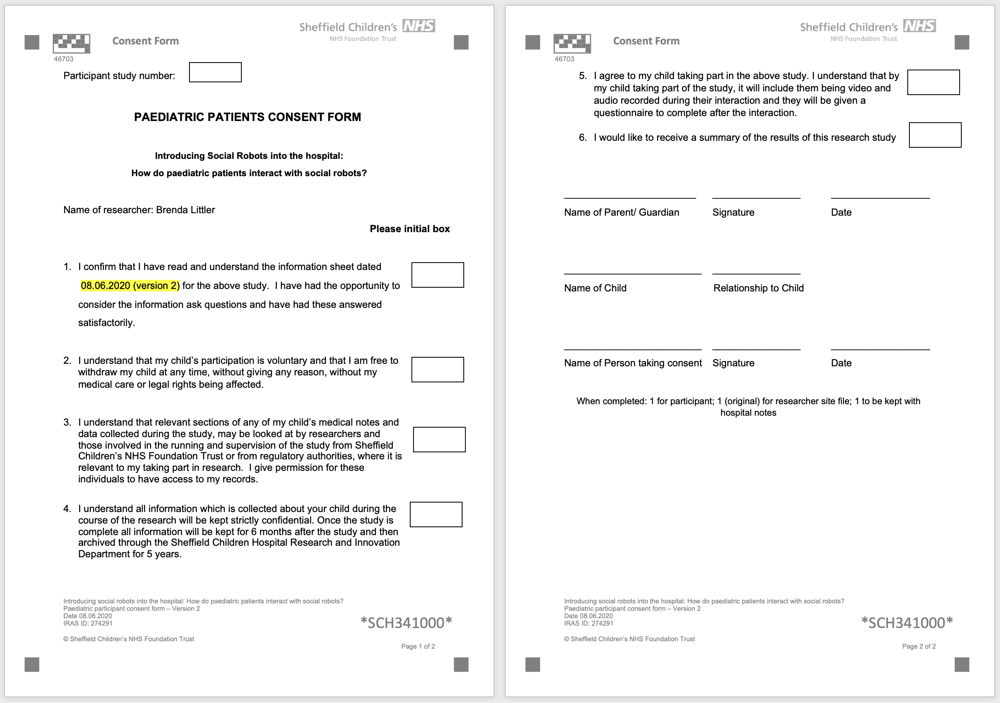 Sheffield Children's NHS
NHS Foundation Trust
Consent Form
46703
Participant study number:
PAEDIATRIC PATIENTS CONSENT FORM
Introducing Social Robots into the hospital:
How do paediatric patients interact with social robots?
Name of researcher: Brenda Littler
Please initial box
1. I confirm that I have read and understand the information sheet dated
08.06.2020 (version 2) for the above study.  I have had the opportunity to
consider the information ask questions and have had these answered
satisfactorily.
2. I understand that my child’s participation is voluntary and that I am free to
withdraw my child at any time, without giving any reason, without my
medical care or legal rights being affected.
3. I understand that relevant sections of any of my child’s medical notes and
data collected during the study, may be looked at by researchers and
those involved in the running and supervision of the study from Sheffield
Children’s NHS Foundation Trust or from regulatory authorities, where it is
relevant to my taking part in research.  I give permission for these
individuals to have access to my records.
4. I understand all information which is collected about your child during the
course of the research will be kept strictly confidential. Once the study is
complete all information will be kept for 6 months after the study and then
archived through the Sheffield Children Hospital Research and Innovation
Department for 5 years.
Introducing social robots into the hospital: How do paediatric patients interact with social robots?
Paediatric participant consent form – Version 2
Date 08.06.2020
IRAS ID: 274291
*SCH341000*
© Sheffield Children’s NHS Foundation Trust
Page 1 of 2
Sheffield Children's NHS
NHS Foundation Trust
Consent Form
46703
5. I agree to my child taking part in the above study. I understand that by
my child taking part of the study, it will include them being video and
audio recorded during their interaction and they will be given a
questionnaire to complete after the interaction.
6. I would like to receive a summary of the results of this research study
Name of Parent/ Guardian Signature Date
Name of Child Relationship to Child
Name of Person taking consent Signature Date
When completed: 1 for participant; 1 (original) for researcher site file; 1 to be kept with
hospital notes
Introducing social robots into the hospital: How do paediatric patients interact with social robots?
Paediatric participant consent form – Version 2
Date 08.06.2020
IRAS ID: 274291
*SCH341000*
© Sheffield Children’s NHS Foundation Trust
Page 2 of 2